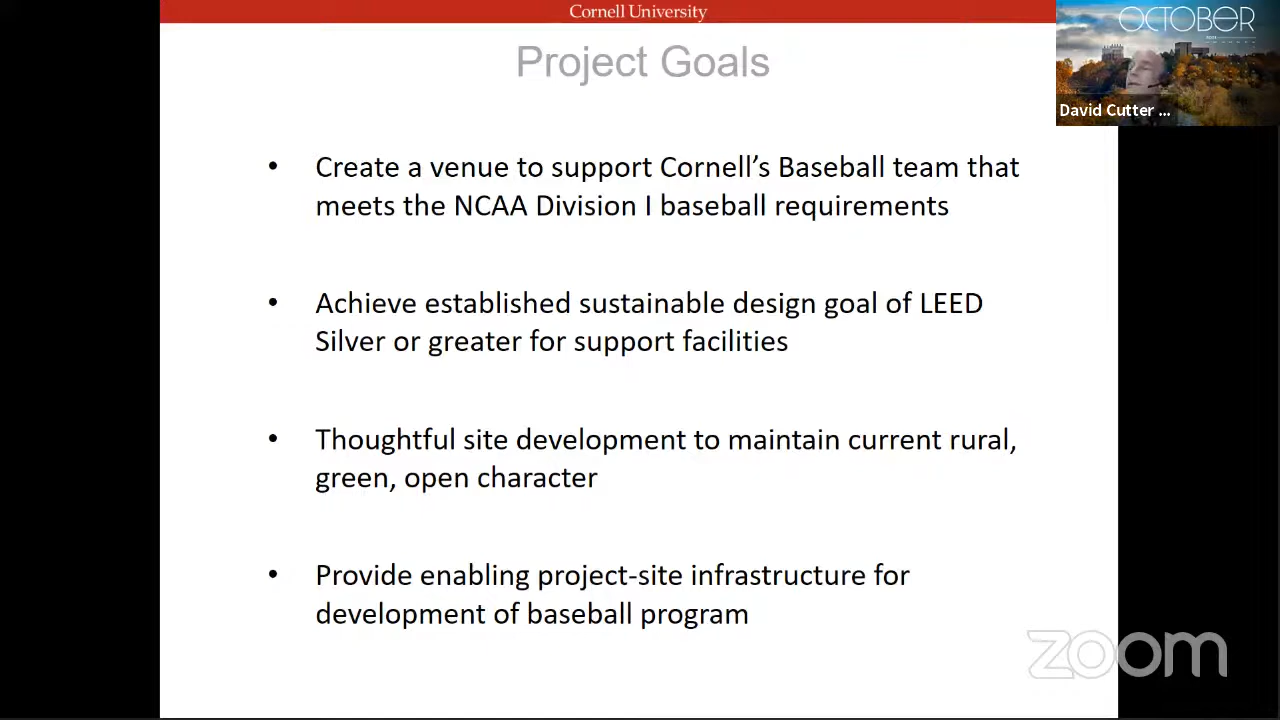 Cornell University
Project Goals
OCTOBER
David Cutter ...
• Create a venue to support Cornell’s Baseball team that
meets the NCAA Division I baseball requirements
• Achieve established sustainable design goal of LEED
Silver or greater for support facilities
• Thoughtful site development to maintain current rural,
green, open character
• Provide enabling project-site infrastructure for
development of baseball program
zoom